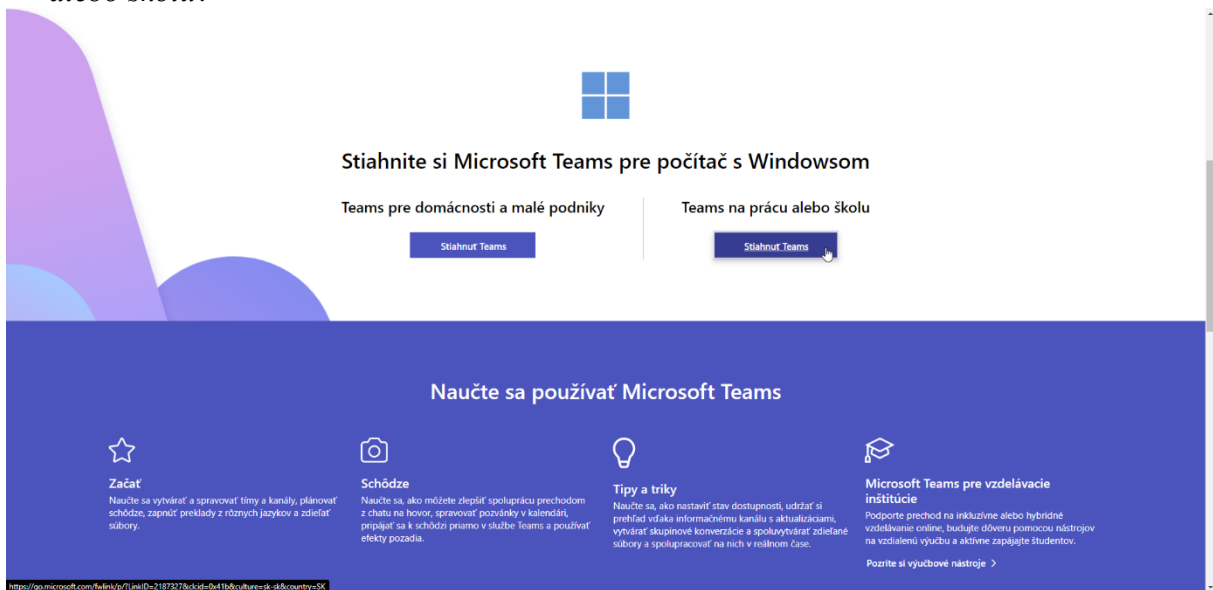 alebo školu.
Stiahnite si Microsoft Teams pre počítač s Windowsom
Teams pre domácnosti a malé podniky
Stiahnuť Teams
Teams na prácu alebo školu
Stiahnuť Teams
Naučte sa používať Microsoft Teams
Začať
Naučte sa vytvárať a spravovať tímy a kanály, plánovať
schôdze, zapnúť preklady z rôznych jazykov a zdieľať
súbory.
Schôdze
Naučte sa, ako môžete zlepšiť spoluprácu prechodom
z chatu na hovor, spravovať pozvánky v kalendári,
pripájať sa k schôdzi priamo v službe Teams a používať
efekty pozadia.
Tipy a triky
Naučte sa, ako nastaviť stav dostupnosti, udržať si
prehľad vďaka informačnému kanálu s aktualizáciami,
vytvárať skupinové konverzácie a spoluvytvárať zdieľané
súbory a spolupracovať na nich v reálnom čase.
Microsoft Teams pre vzdelávacie
inštitúcie
Podporte prechod na inkluzívne alebo hybridné
vzdelávanie online, budujte dôveru pomocou nástrojov
na vzdialenú výučbu a aktívne zapájajte študentov.
Pozrite si výučbové nástroje >
https://go.microsoft.com/fwlink/p/?LinkID=2187327&clcid=0x41b&culture=sk-sk&country=SK